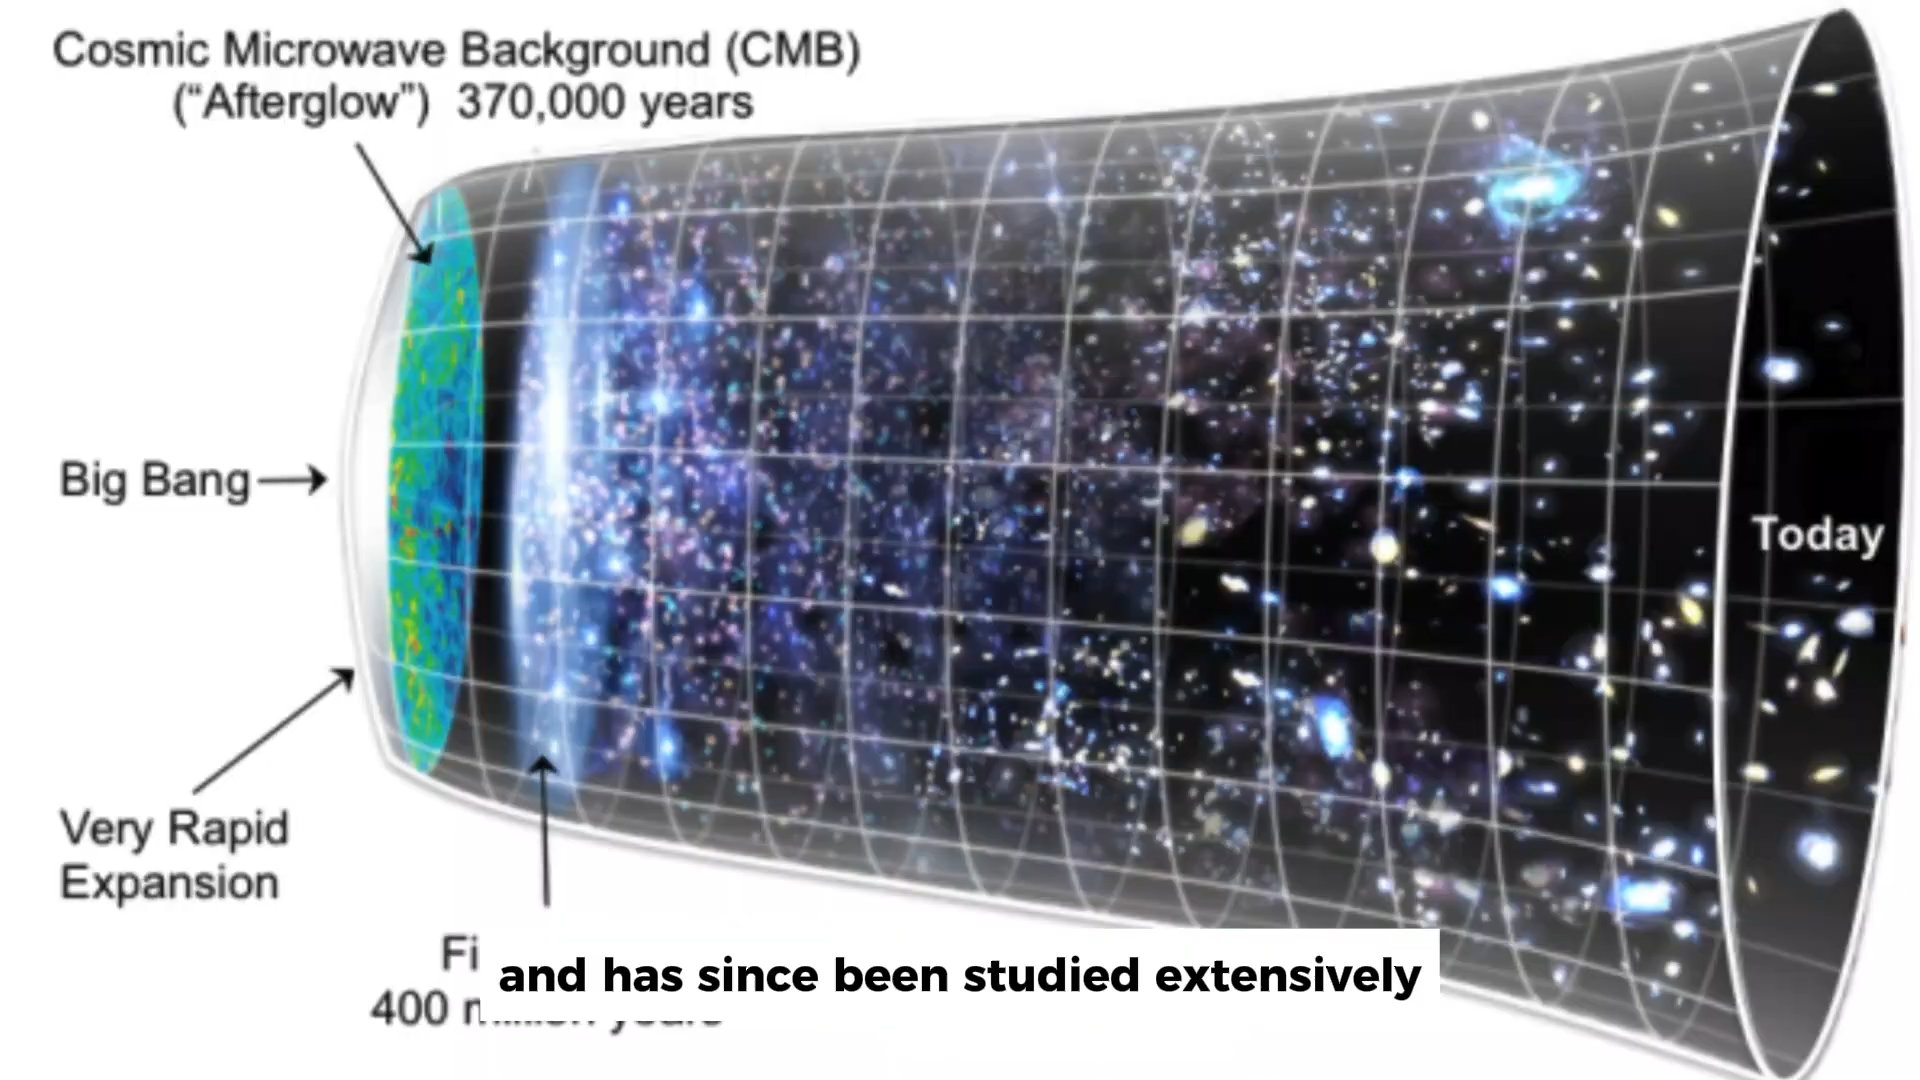 Cosmic Microwave Background (CMB)
(“Afterglow”) 370,000 years
Big Bang
Today
Very Rapid
Expansion
and has since been studied extensively
400